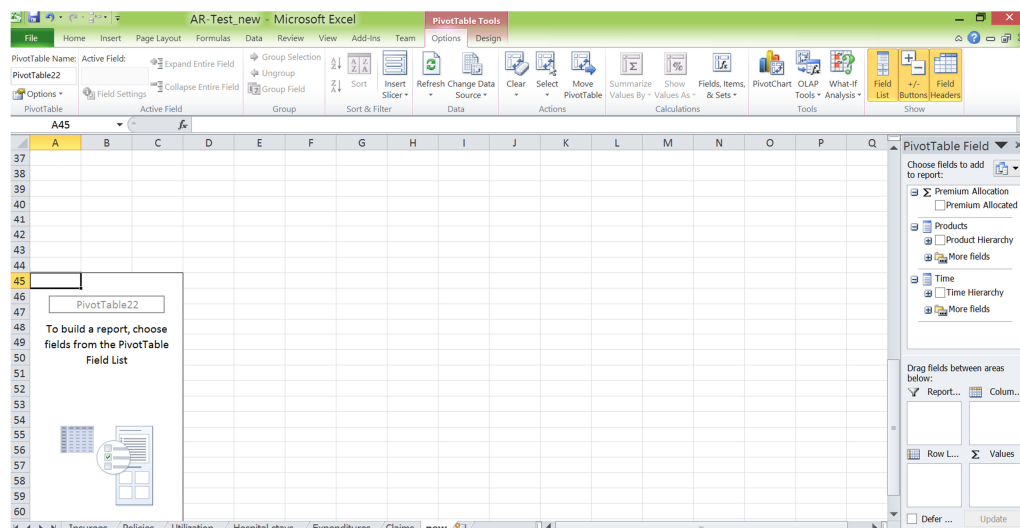 AR-Test_new - Microsoft Excel
PivotTable Tools
File Home Insert Page Layout Formulas Data Review View Add-Ins Team Options Design
PivotTable Name: Active Field:
PivotTable22
Options
Field Settings
Expand Entire Field
Collapse Entire Field
Group Selection
Ungroup
Group Field
Sort
Insert Slicer
Refresh
Change Data Source
Clear
Select
Move PivotTable
Summarize Values By
Show Values As
Fields, Items, & Sets
PivotChart
OLAP Tools
What-If Analysis
Field List
+/- Buttons
Field Headers
PivotTable Active Field Group Sort & Filter Data Actions Calculations Tools Show
A45 fx
A B C D E F G H I J K L M N O P Q
37
38
39
40
41
42
43
44
45
46
47
48
49
50
51
52
53
54
55
56
57
58
59
60
PivotTable22
To build a report, choose
fields from the PivotTable
Field List
PivotTable Field
Choose fields to add
to report:
Σ Premium Allocation
Premium Allocated
Products
Product Hierarchy
More fields
Time
Time Hierarchy
More fields
Drag fields between areas
below:
Report... Colum...
Row L... Σ Values
Defer ... Update
Insurees Policies Utilization Hospital stays Expenditures Claims new